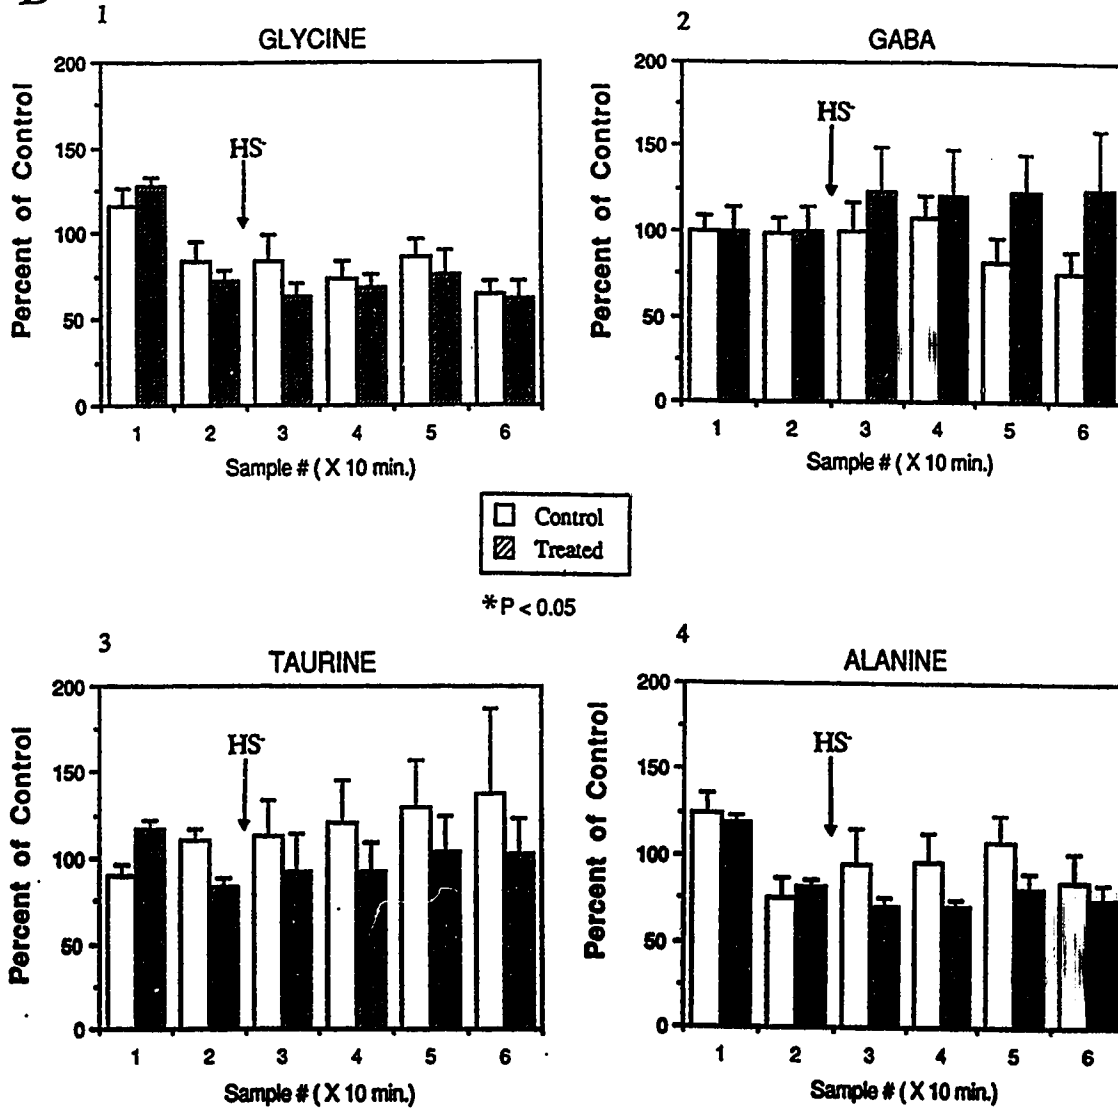 B
1
GLYCINE
Percent of Control
200
150
100
50
0
HS-
1 2 3 4 5 6
Sample # ( X 10 min.)
2
GABA
Percent of Control
200
150
100
50
0
HS-
1 2 3 4 5 6
Sample # ( X 10 min.)
Control
Treated
*P < 0.05
3
TAURINE
Percent of Control
200
150
100
50
0
HS-
1 2 3 4 5 6
Sample # ( X 10 min.)
4
ALANINE
Percent of Control
200
150
100
50
0
HS-
1 2 3 4 5 6
Sample # ( X 10 min.)